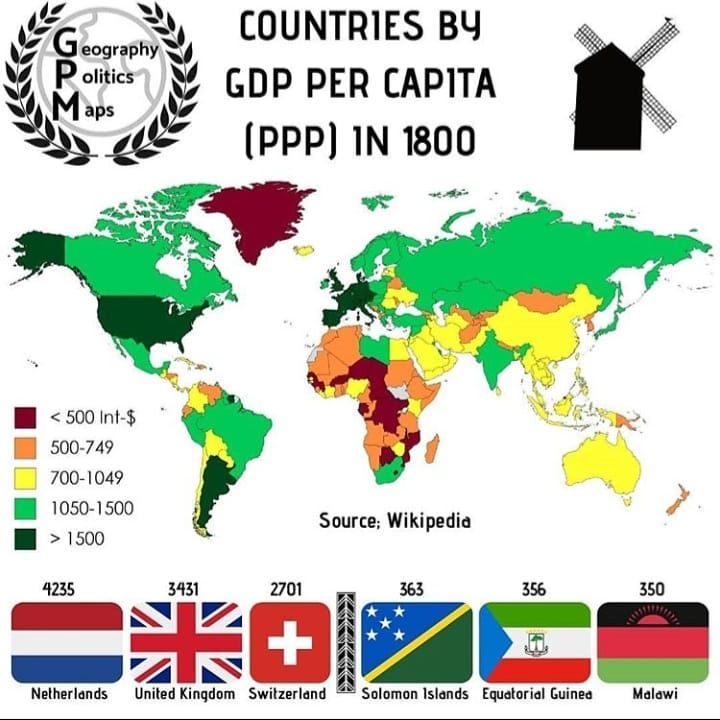 Geography
Politics
Maps
COUNTRIES BY
GDP PER CAPITA
(PPP) IN 1800
< 500 Int-$
500-749
700-1049
1050-1500
> 1500
Source; Wikipedia
4235
3431
2701
363
356
350
Netherlands
United Kingdom
Switzerland
Solomon Islands
Equatorial Guinea
Malawi